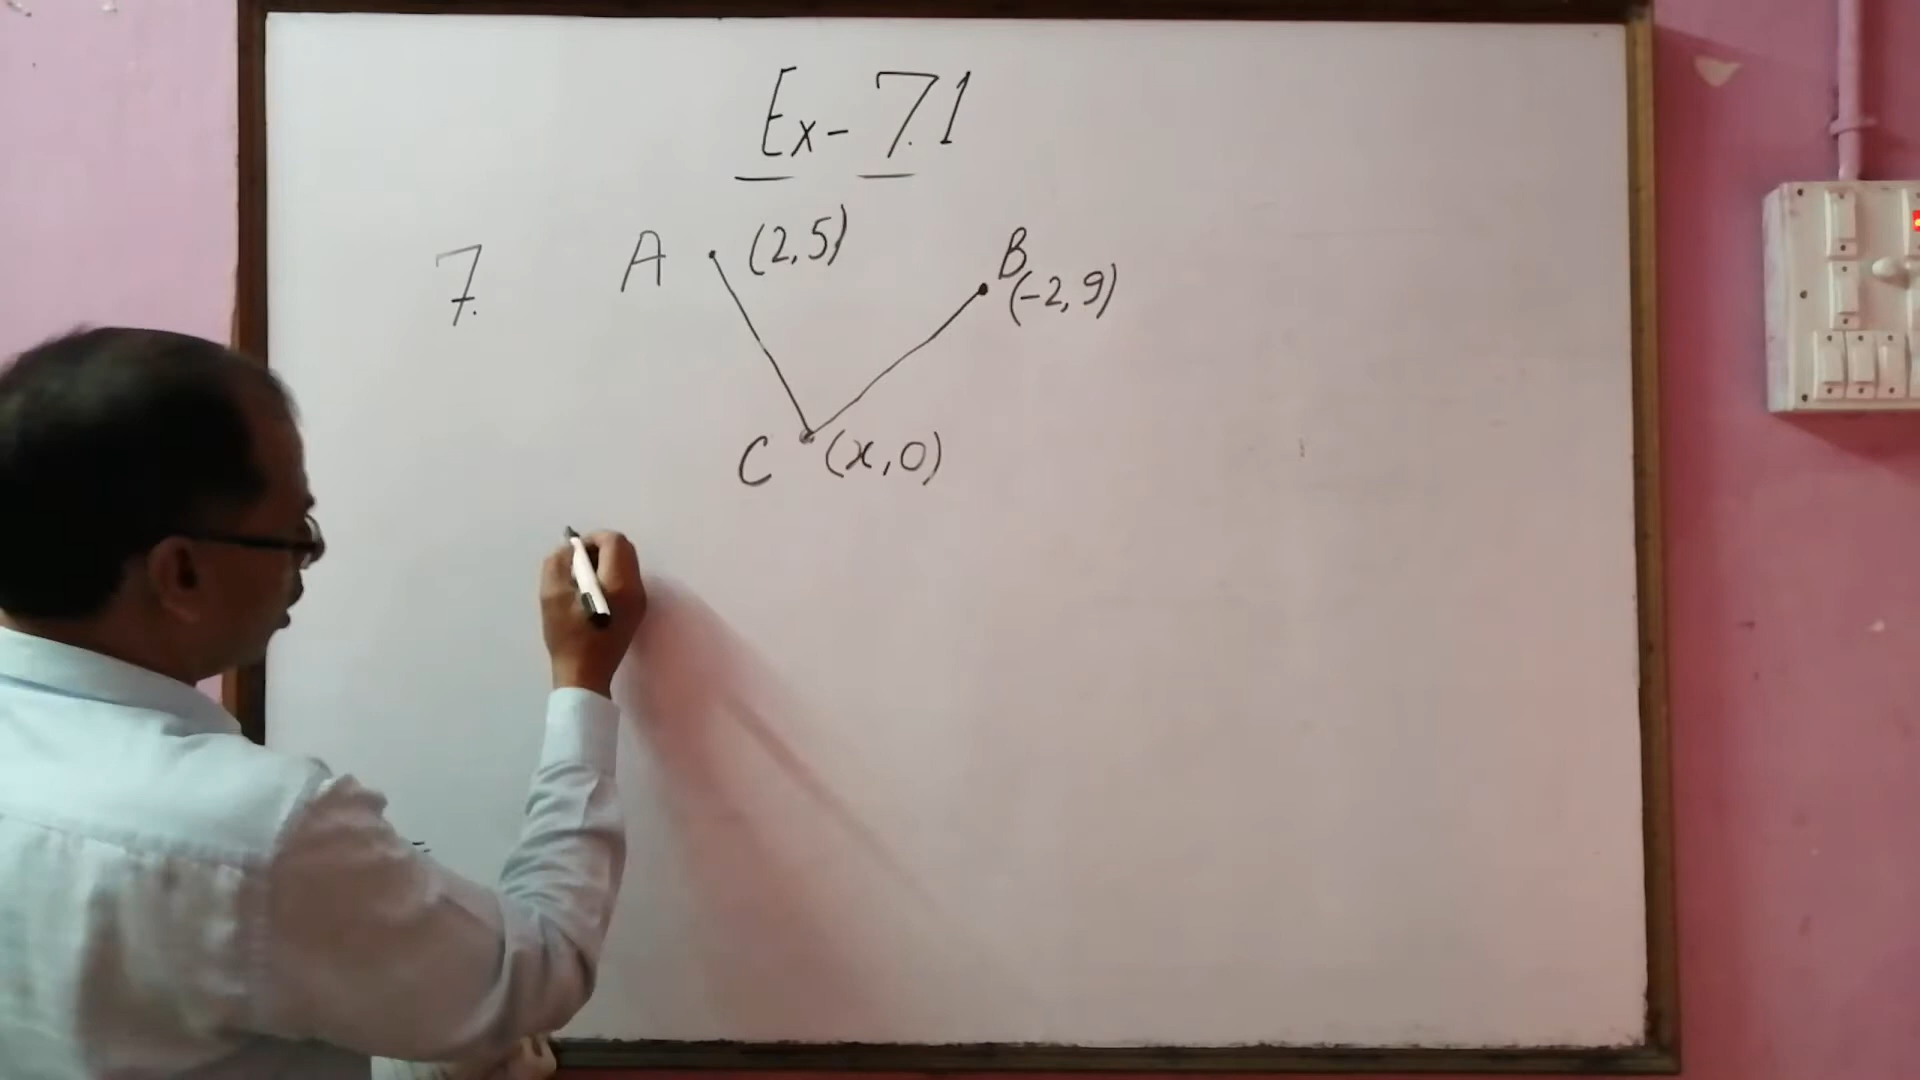 Ex- 7.1
7. A (2,5) B
(-2, 9)
C (x, 0)